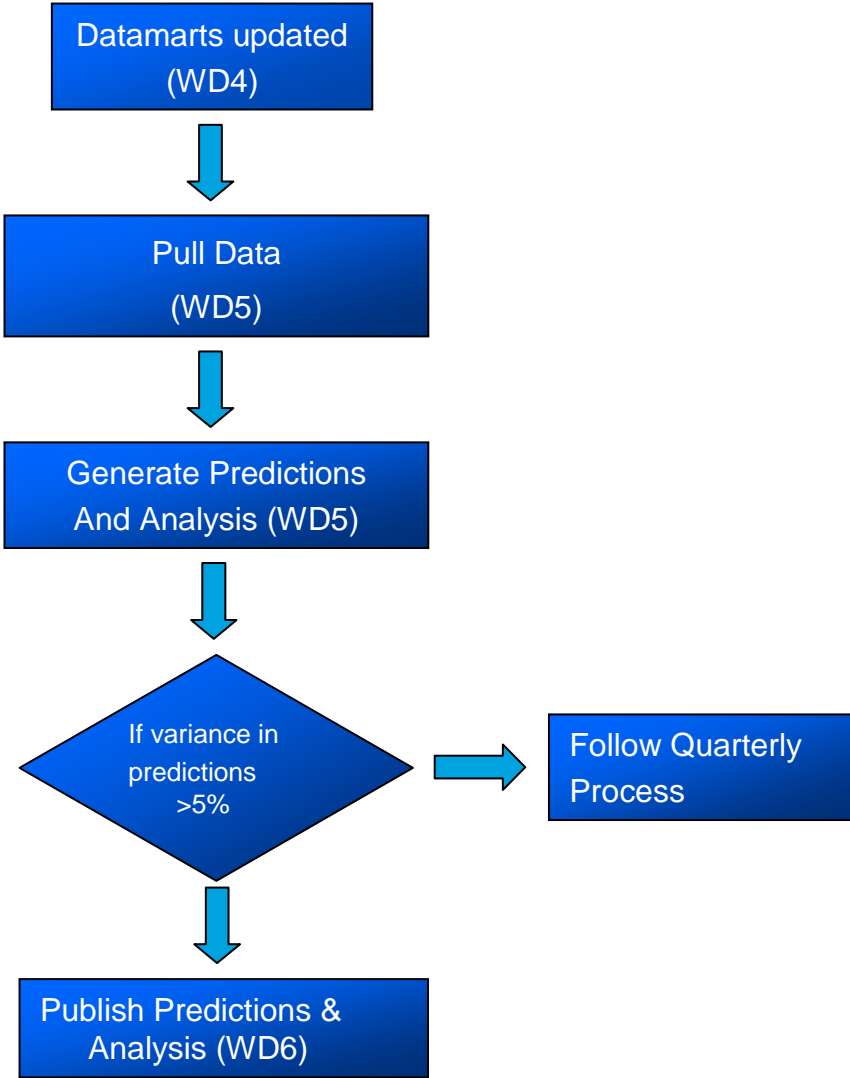 Datamarts updated
(WD4)
Pull Data
(WD5)
Generate Predictions
And Analysis (WD5)
If variance in
predictions
>5%
Follow Quarterly
Process
Publish Predictions &
Analysis (WD6)